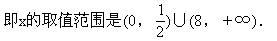 即x的取值范围是(0, 1/2)∪(8, +∞).